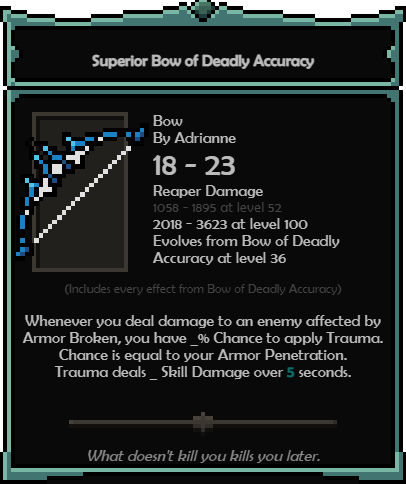 Superior Bow of Deadly Accuracy
Bow
By Adrianne
18 - 23
Reaper Damage
1058 - 1895 at level 52
2018 - 3623 at level 100
Evolves from Bow of Deadly
Accuracy at level 36
(Includes every effect from Bow of Deadly Accuracy)
Whenever you deal damage to an enemy affected by
Armor Broken, you have _% Chance to apply Trauma.
Chance is equal to your Armor Penetration.
Trauma deals _ Skill Damage over 5 seconds.
What doesn't kill you kills you later.